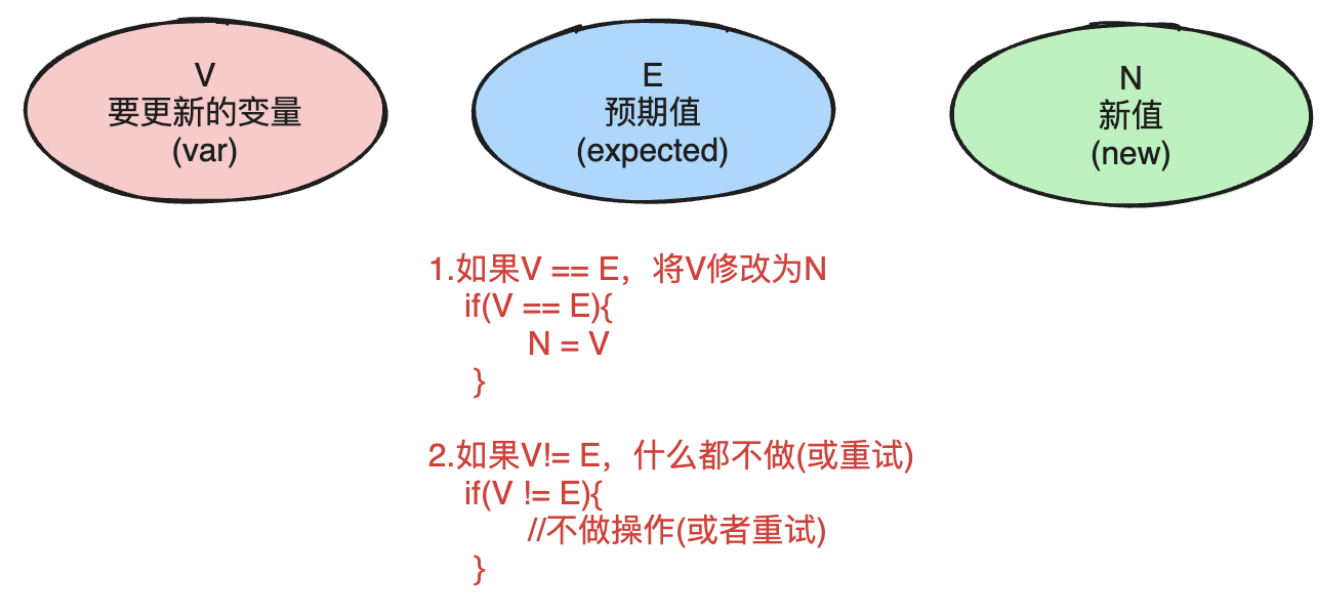 V
要更新的变量
(var)
E
预期值
(expected)
N
新值
(new)
1.如果V == E，将V修改为N
if(V == E){
N = V
}
2.如果V!= E，什么都不做(或重试)
if(V != E){
//不做操作(或者重试)
}